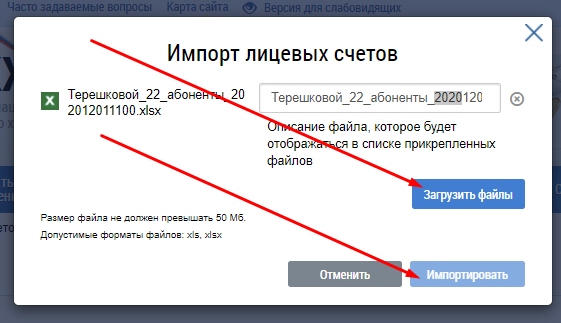 Часто задаваемые вопросы Карта сайта Версия для слабовидящих
Импорт лицевых счетов
Терешковой_22_абоненты_20
2012011100.xlsx
Терешковой_22_абоненты_2020120
Описание файла, которое будет
отображаться в списке прикрепленных
файлов
Загрузить файлы
Размер файла не должен превышать 50 Мб.
Допустимые форматы файлов: xls, xlsx
Отменить Импортировать